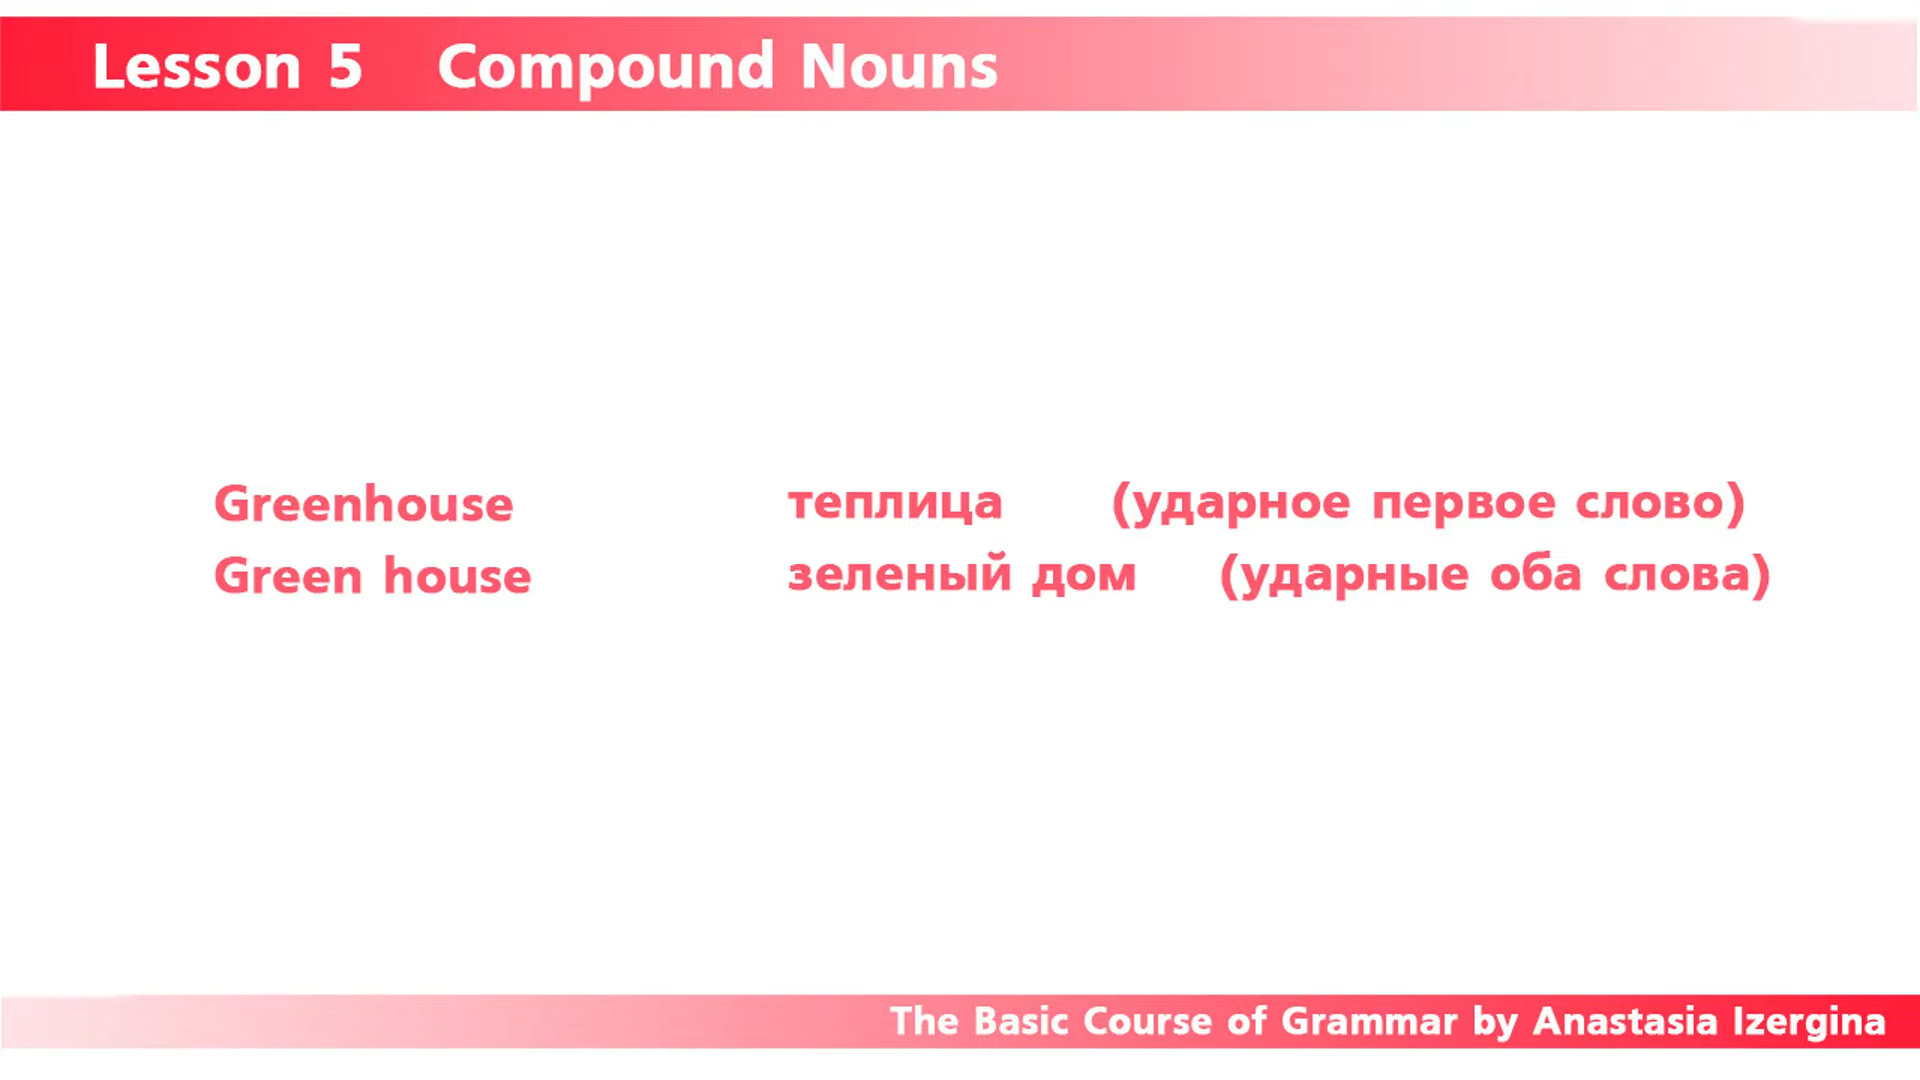 Lesson 5 Compound Nouns
Greenhouse теплица (ударное первое слово)
Green house зеленый дом (ударные оба слова)
The Basic Course of Grammar by Anastasia Izergina